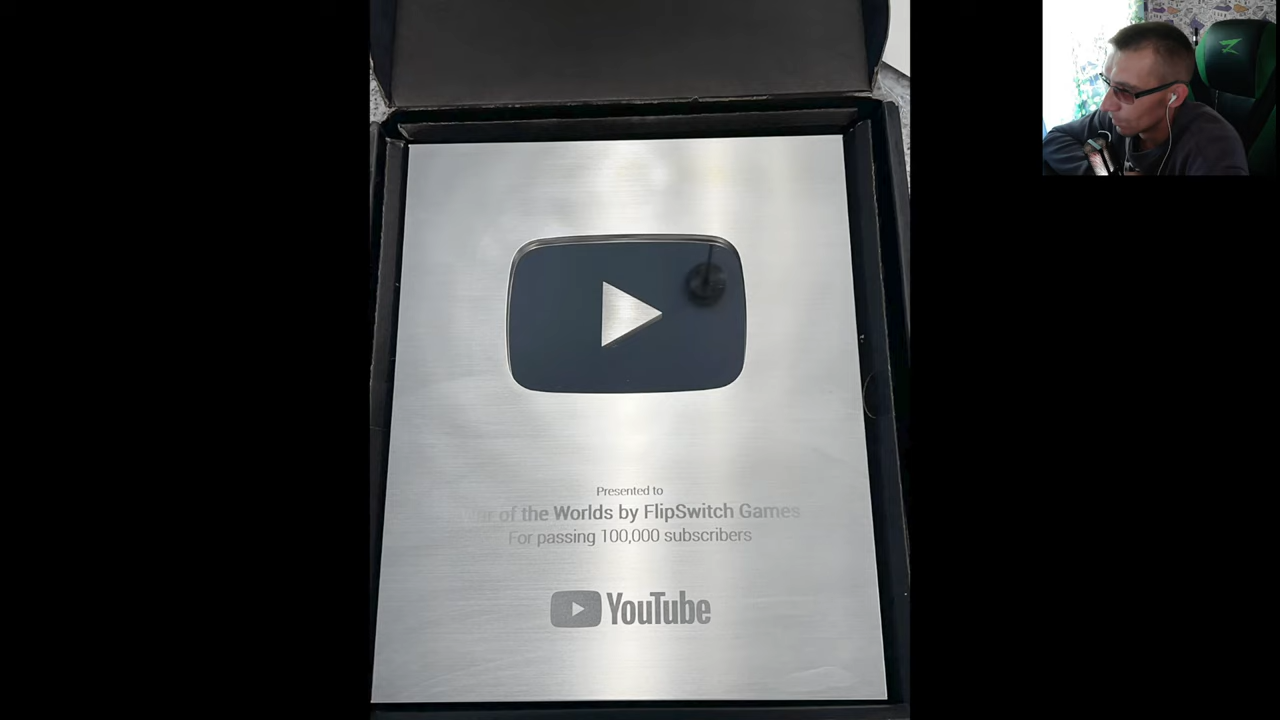 Presented to
of the Worlds by FlipSwitch Games
For passing 100,000 subscribers
YouTube